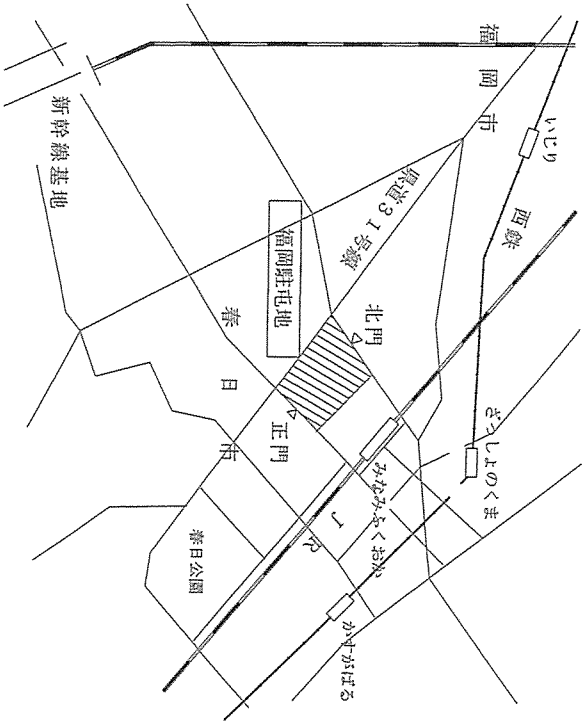 福岡市
いじり
西鉄
県道31号線
新幹線基地
福岡駐屯地
北門
春日市
正門
ざっしょのくま
みなみふくおか
JR
春日公園
かすがばる